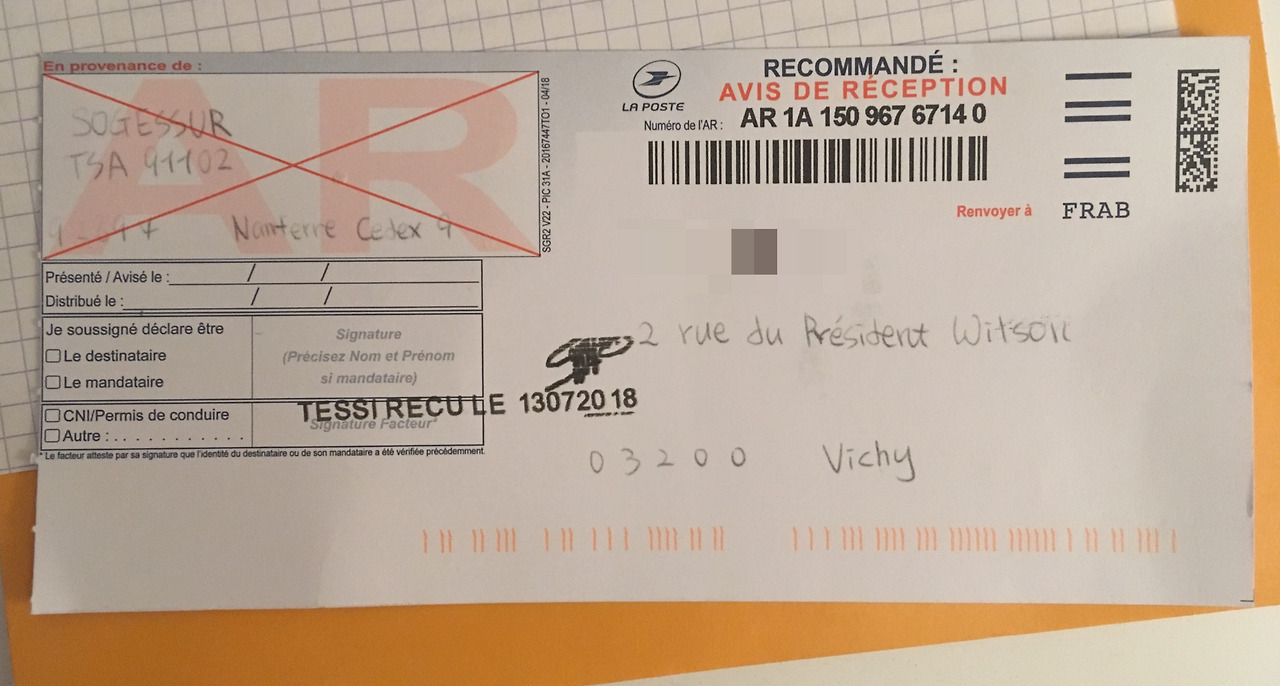 En provenance de :
SOGESSUR
TSA 91102
Nanterre Cedex 9
SGR2 V22 - PIC 31A - 20167447T01 - 04/18
Présenté / Avisé le : / /
Distribué le : / /
Je soussigné déclare être
Le destinataire
Le mandataire
CNI/Permis de conduire
Autre : . . . . . . . . . . .
Signature
(Précisez Nom et Prénom
si mandataire)
Signature Facteur*
* Le facteur atteste par sa signature que l'identité du destinataire ou de son mandataire a été vérifiée précédemment.
TESSI RECU LE 13072018
LA POSTE
RECOMMANDÉ :
AVIS DE RÉCEPTION
Numéro de l'AR : AR 1A 150 967 6714 0
Renvoyer à FRAB
2 rue du Président Wilson
03200 Vichy
AR